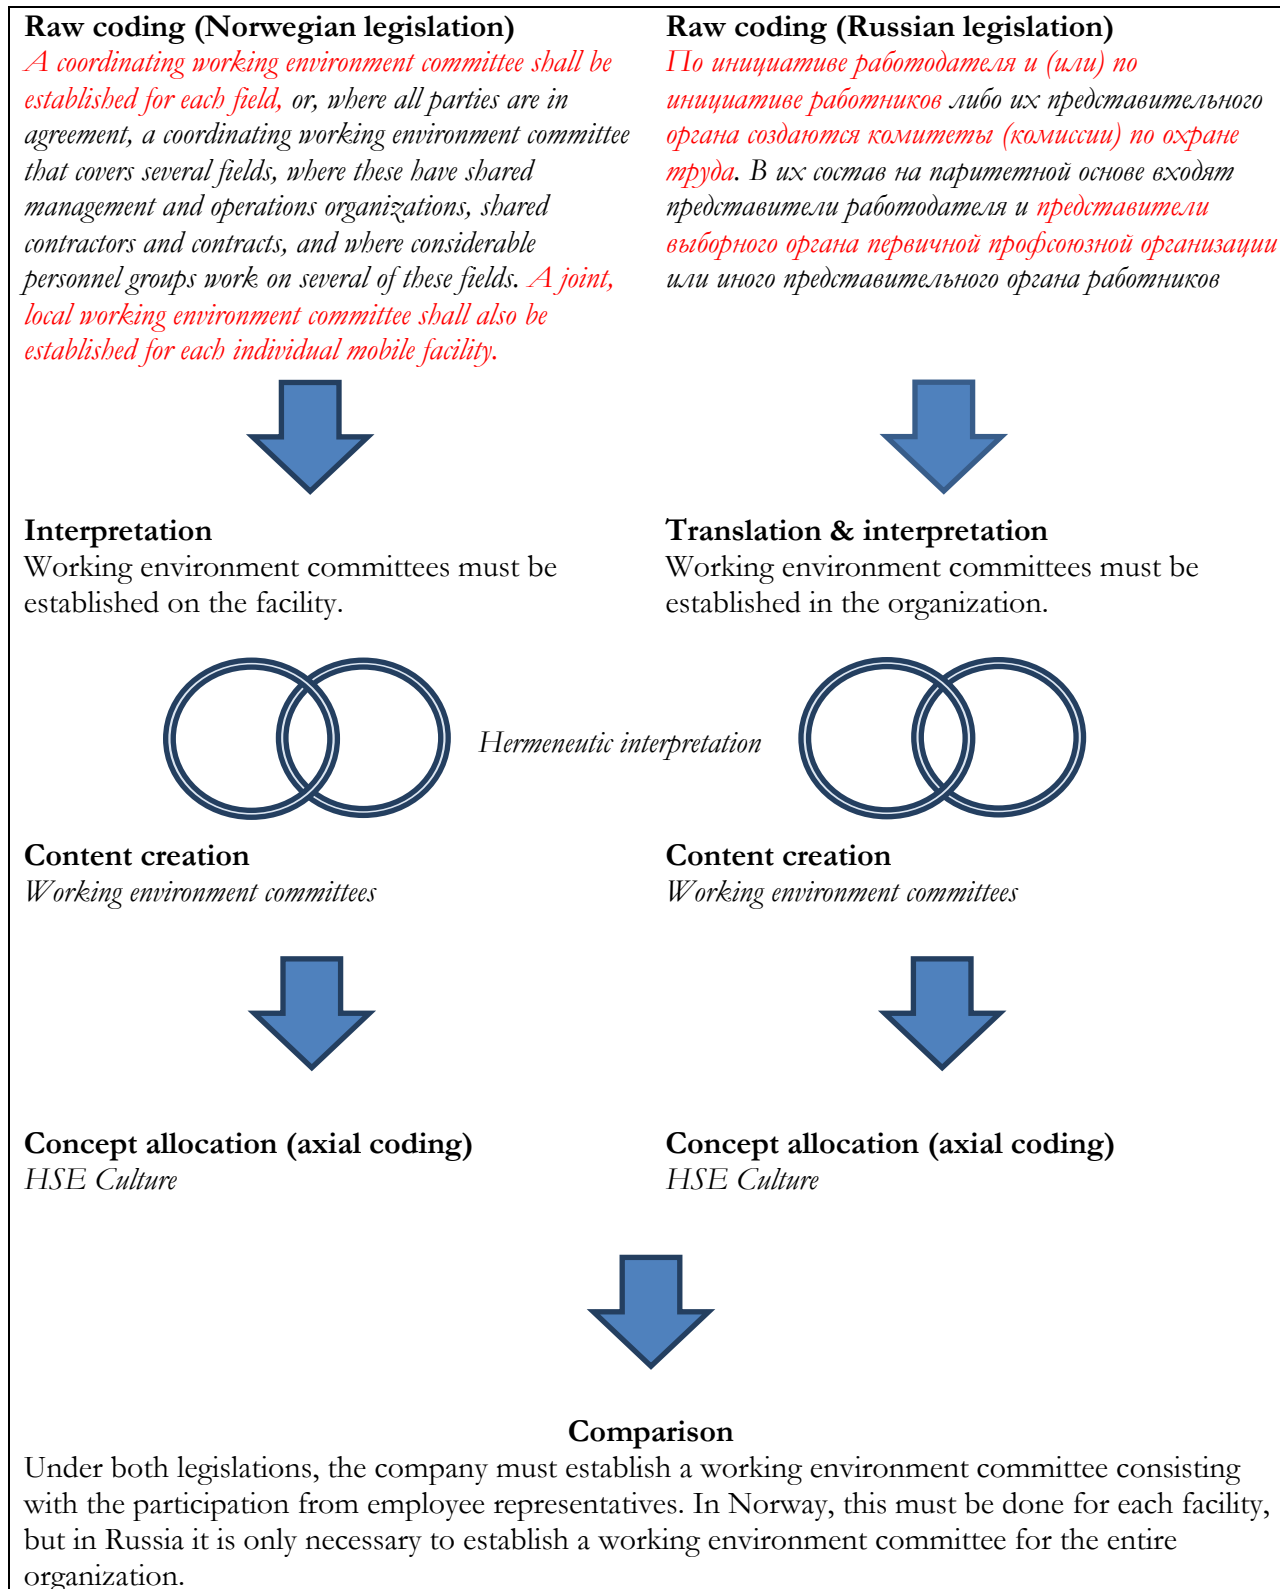 Raw coding (Norwegian legislation)
A coordinating working environment committee shall be
established for each field, or, where all parties are in
agreement, a coordinating working environment committee
that covers several fields, where these have shared
management and operations organizations, shared
contractors and contracts, and where considerable
personnel groups work on several of these fields. A joint,
local working environment committee shall also be
established for each individual mobile facility.
Raw coding (Russian legislation)
По инициативе работодателя и (или) по
инициативе работников либо их представительного
органа создаются комитеты (комиссии) по охране
труда. В их состав на паритетной основе входят
представители работодателя и представители
выборного органа первичной профсоюзной организации
или иного представительного органа работников
Interpretation
Working environment committees must be
established on the facility.
Translation & interpretation
Working environment committees must be
established in the organization.
Hermeneutic interpretation
Content creation
Working environment committees
Content creation
Working environment committees
Concept allocation (axial coding)
HSE Culture
Concept allocation (axial coding)
HSE Culture
Comparison
Under both legislations, the company must establish a working environment committee consisting
with the participation from employee representatives. In Norway, this must be done for each facility,
but in Russia it is only necessary to establish a working environment committee for the entire
organization.